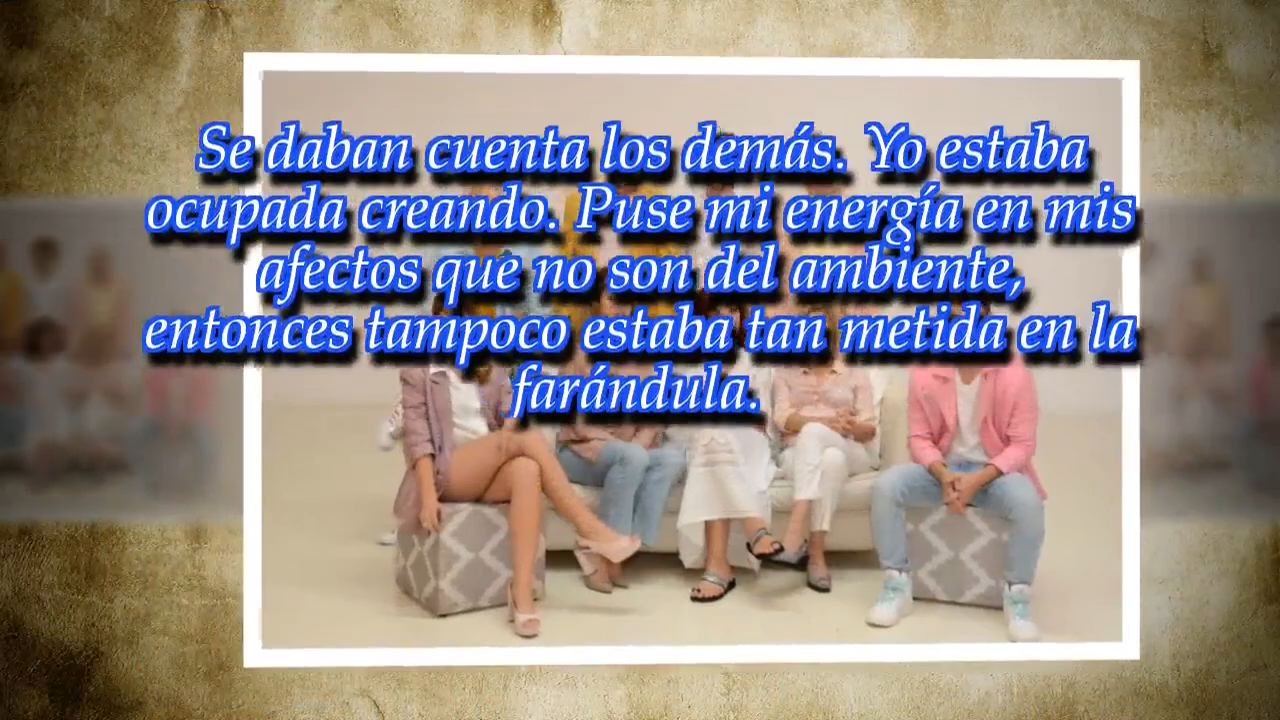 Se daban cuenta los demás. Yo estaba
ocupada creando. Puse mi energía en mis
afectos que no son del ambiente,
entonces tampoco estaba tan metida en la
farándula.